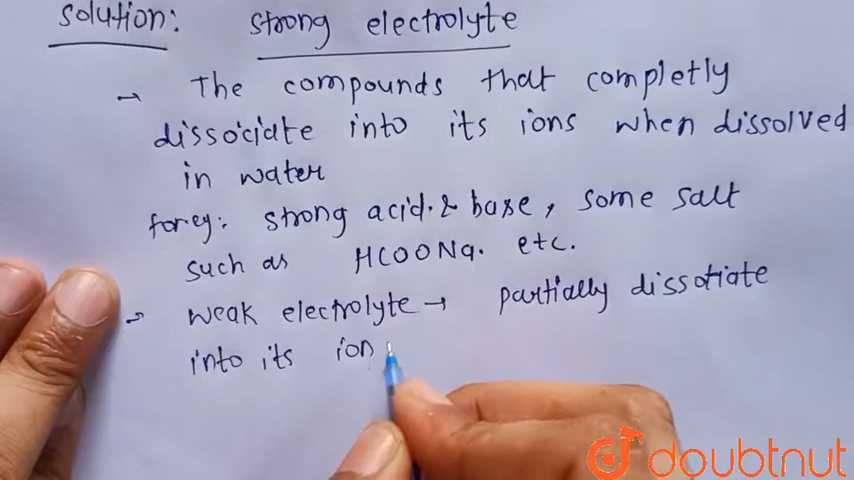 solution: strong electrolyte
→ The compounds that completly
dissociate into its ions when dissolved
in water
for.eg: strong acid. & base, some salt
such as HCOONa. etc.
→ weak electrolyte → partially dissotiate
into its ion
doubtnut